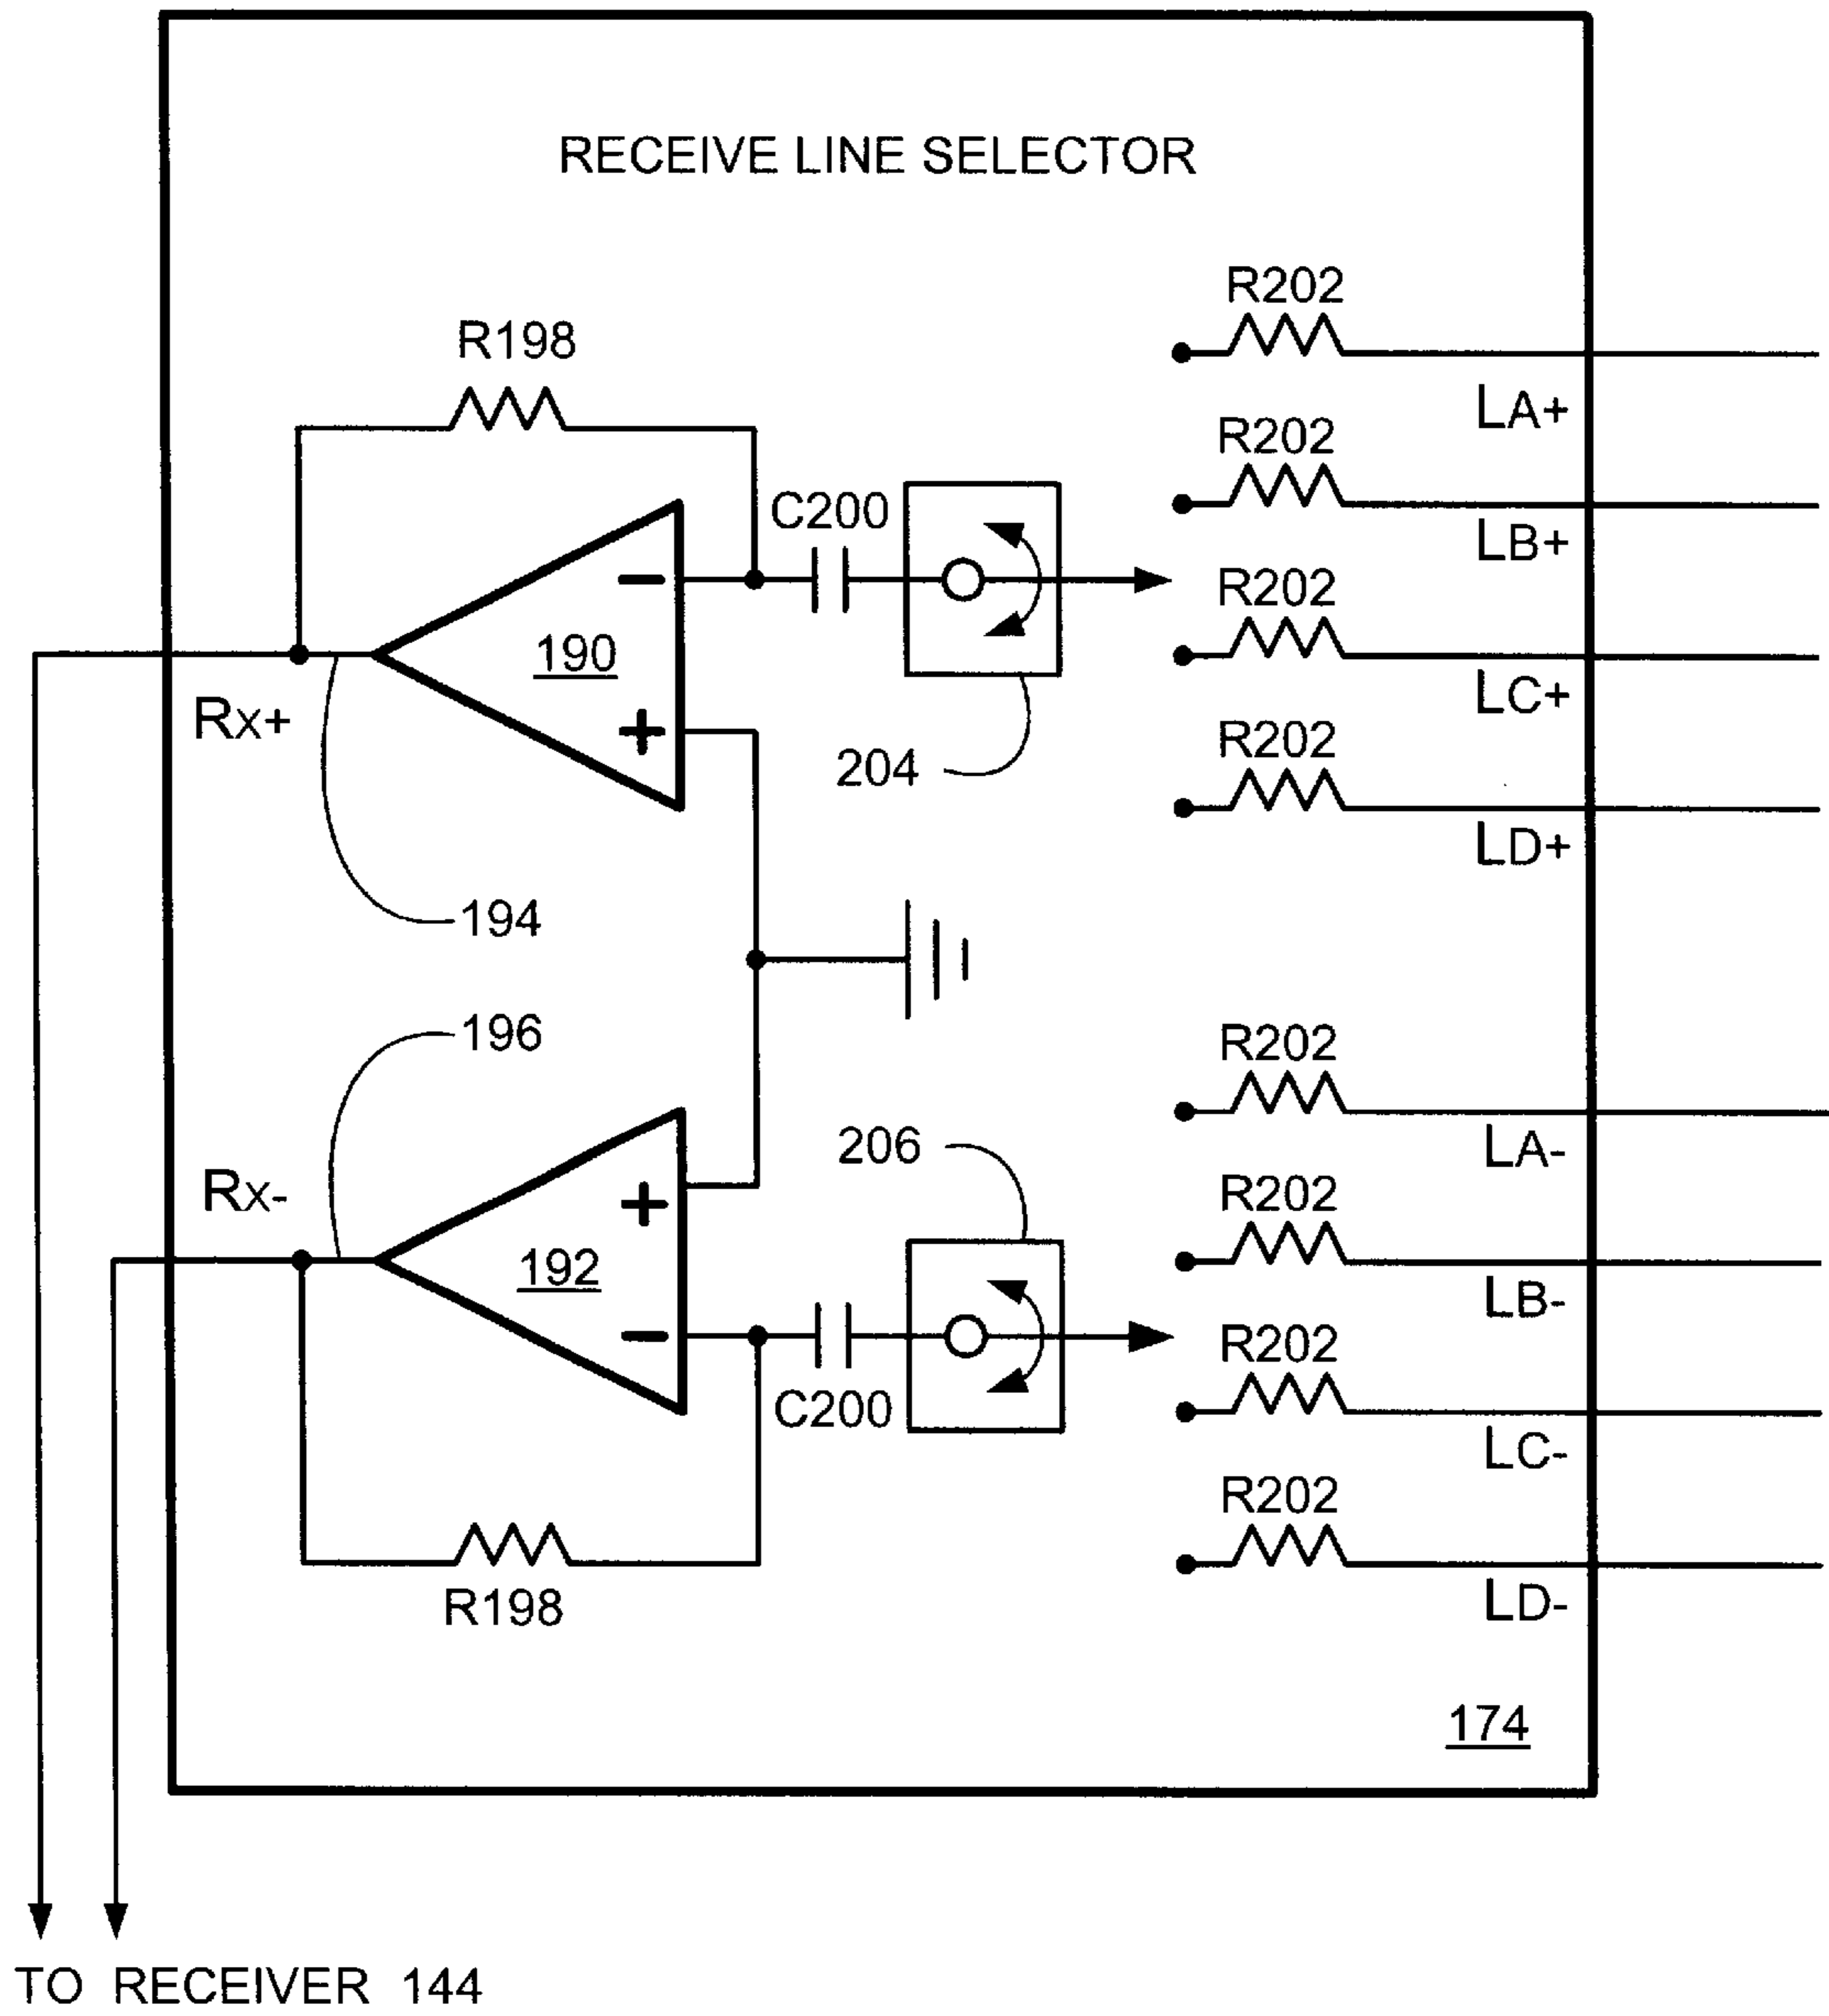 RECEIVE LINE SELECTOR
R202
R198
LA+
R202
C200
LB+
R202
190
LC+
RX+
R202
204
LD+
194
196
R202
206
LA-
RX-
R202
192
LB-
R202
C200
LC-
R202
R198
LD-
174
TO RECEIVER 144